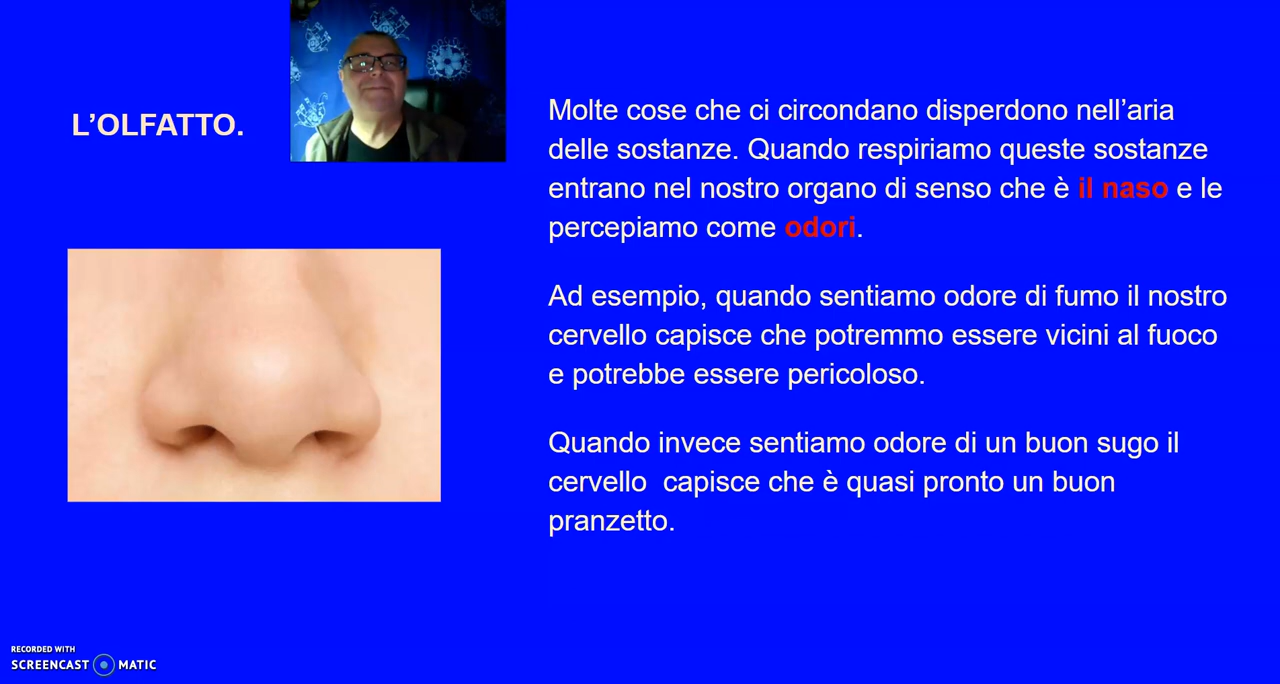 L’OLFATTO.
Molte cose che ci circondano disperdono nell’aria
delle sostanze. Quando respiriamo queste sostanze
entrano nel nostro organo di senso che è il naso e le
percepiamo come odori.
Ad esempio, quando sentiamo odore di fumo il nostro
cervello capisce che potremmo essere vicini al fuoco
e potrebbe essere pericoloso.
Quando invece sentiamo odore di un buon sugo il
cervello  capisce che è quasi pronto un buon
pranzetto.
RECORDED WITH
SCREENCAST MATIC